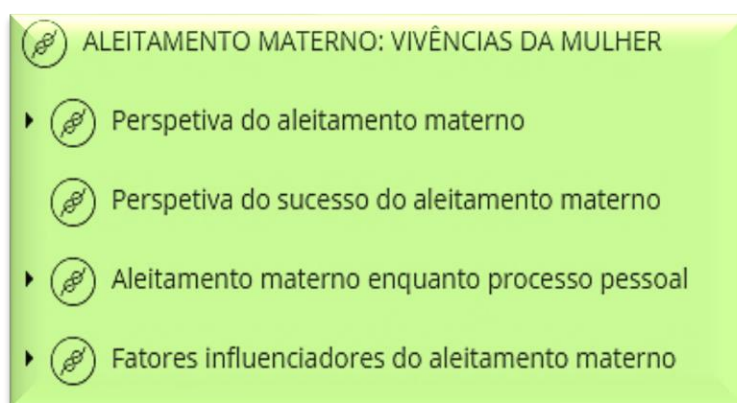 ALEITAMENTO MATERNO: VIVÊNCIAS DA MULHER
Perspetiva do aleitamento materno
Perspetiva do sucesso do aleitamento materno
Aleitamento materno enquanto processo pessoal
Fatores influenciadores do aleitamento materno